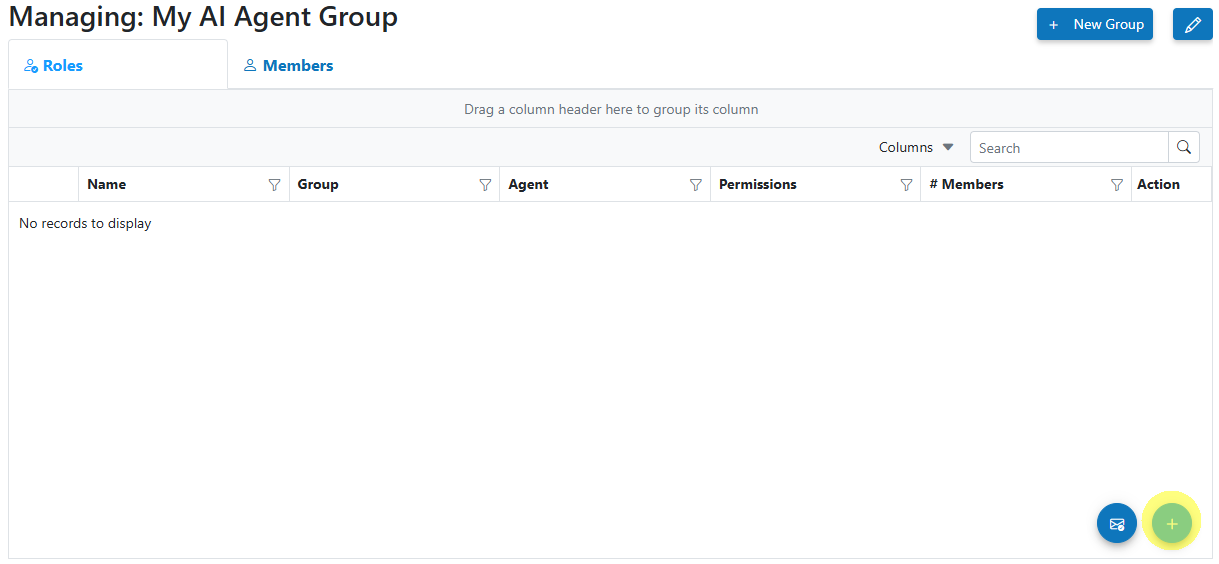 Managing: My AI Agent Group
+ New Group
Roles
Members
Drag a column header here to group its column
Columns
Search
Name Group Agent Permissions # Members Action
No records to display
+